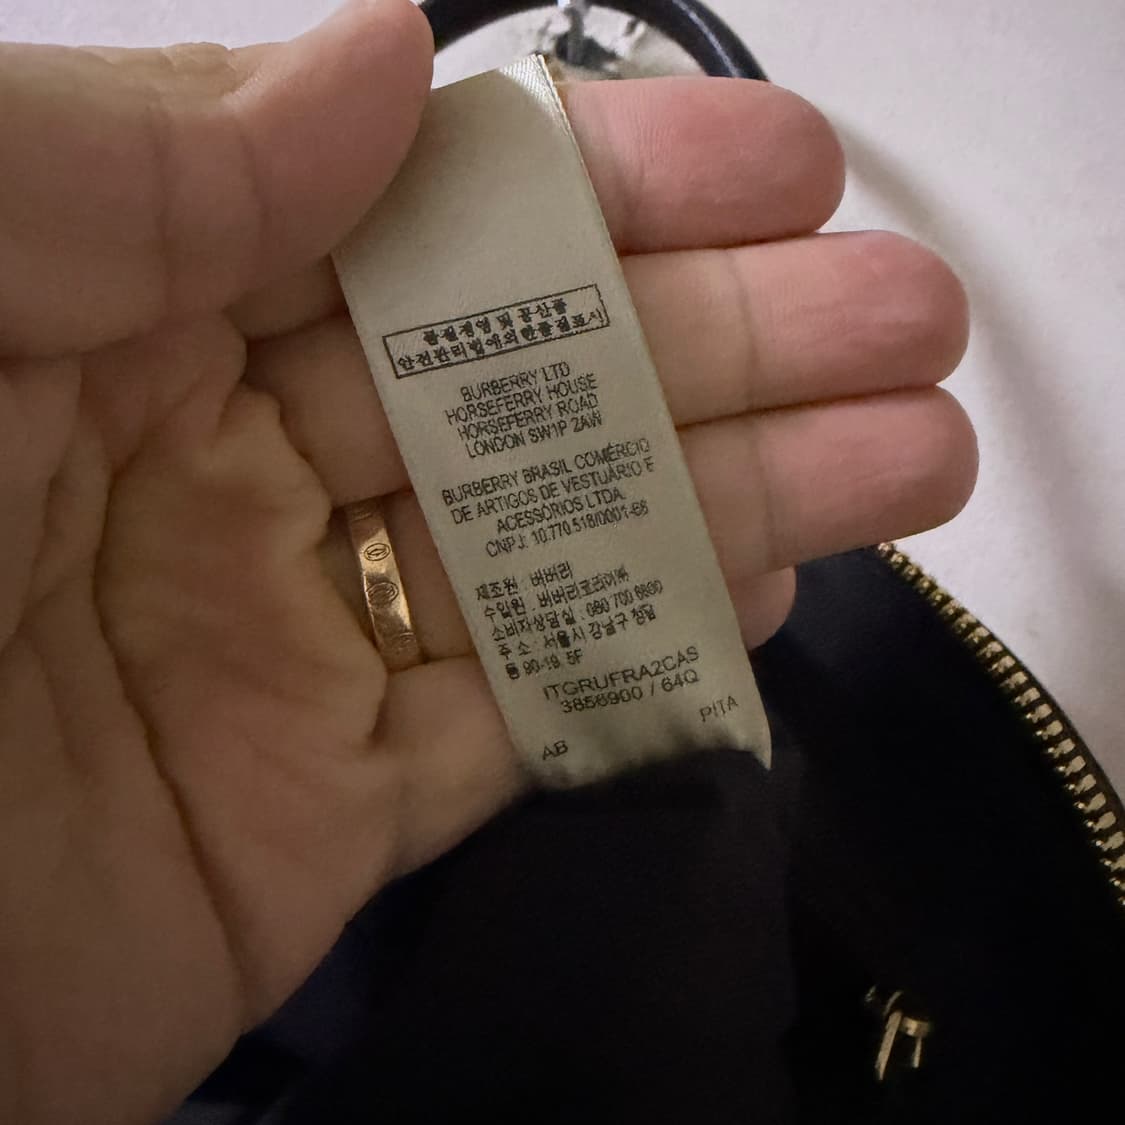 품질경영 및 공산품
안전관리법에의한품질표시
BURBERRY LTD
HORSEFERRY HOUSE
HORSEFERRY ROAD
LONDON SW1P 2AW
BURBERRY BRASIL COMÉRCIO
DE ARTIGOS DE VESTUÁRIO E
ACESSÓRIOS LTDA.
CNPJ: 10.770.518/0001-66
제조원 버버리
수입원 : 버버리코리아㈜
소비자상담실 : 080 700 8800
주 소 : 서울시 강남구 청담
동 90-19 5F
ITGRUFRA2CAS
3856900 / 64Q
AB PITA